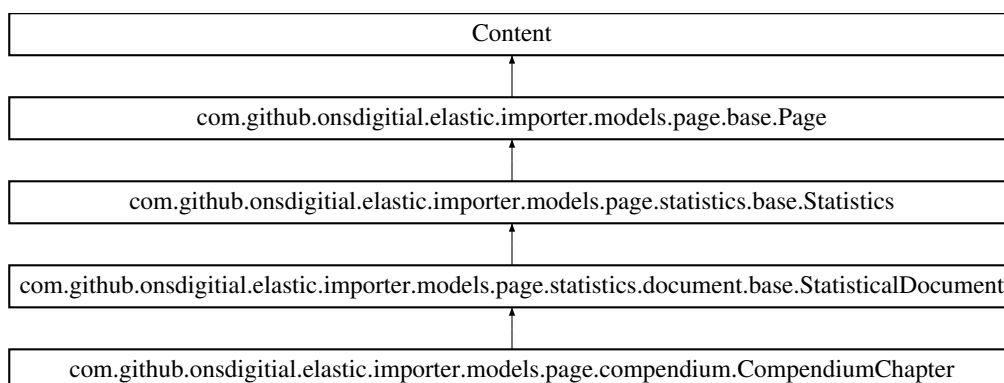 Content
com.github.onsdigitial.elastic.importer.models.page.base.Page
com.github.onsdigitial.elastic.importer.models.page.statistics.base.Statistics
com.github.onsdigitial.elastic.importer.models.page.statistics.document.base.StatisticalDocument
com.github.onsdigitial.elastic.importer.models.page.compendium.CompendiumChapter